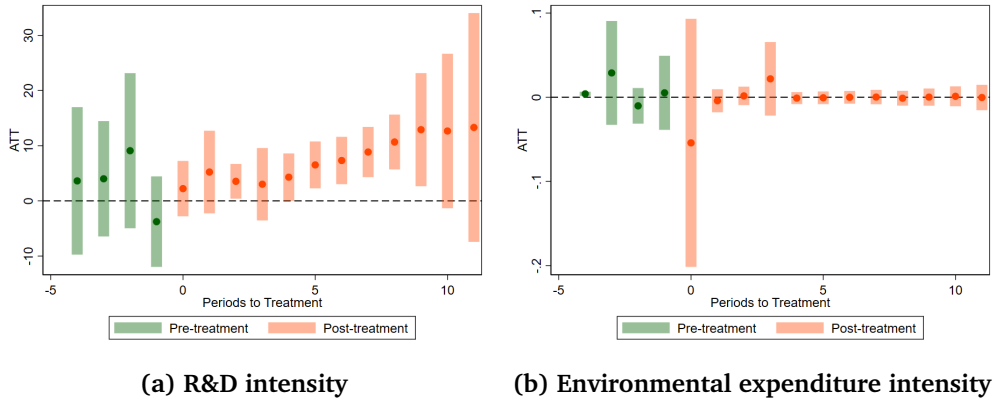 30
20
10
0
-10
ATT
-5
0
5
10
Periods to Treatment
Pre-treatment
Post-treatment
(a) R&D intensity
.1
0
-.1
-.2
ATT
-5
0
5
10
Periods to Treatment
Pre-treatment
Post-treatment
(b) Environmental expenditure intensity